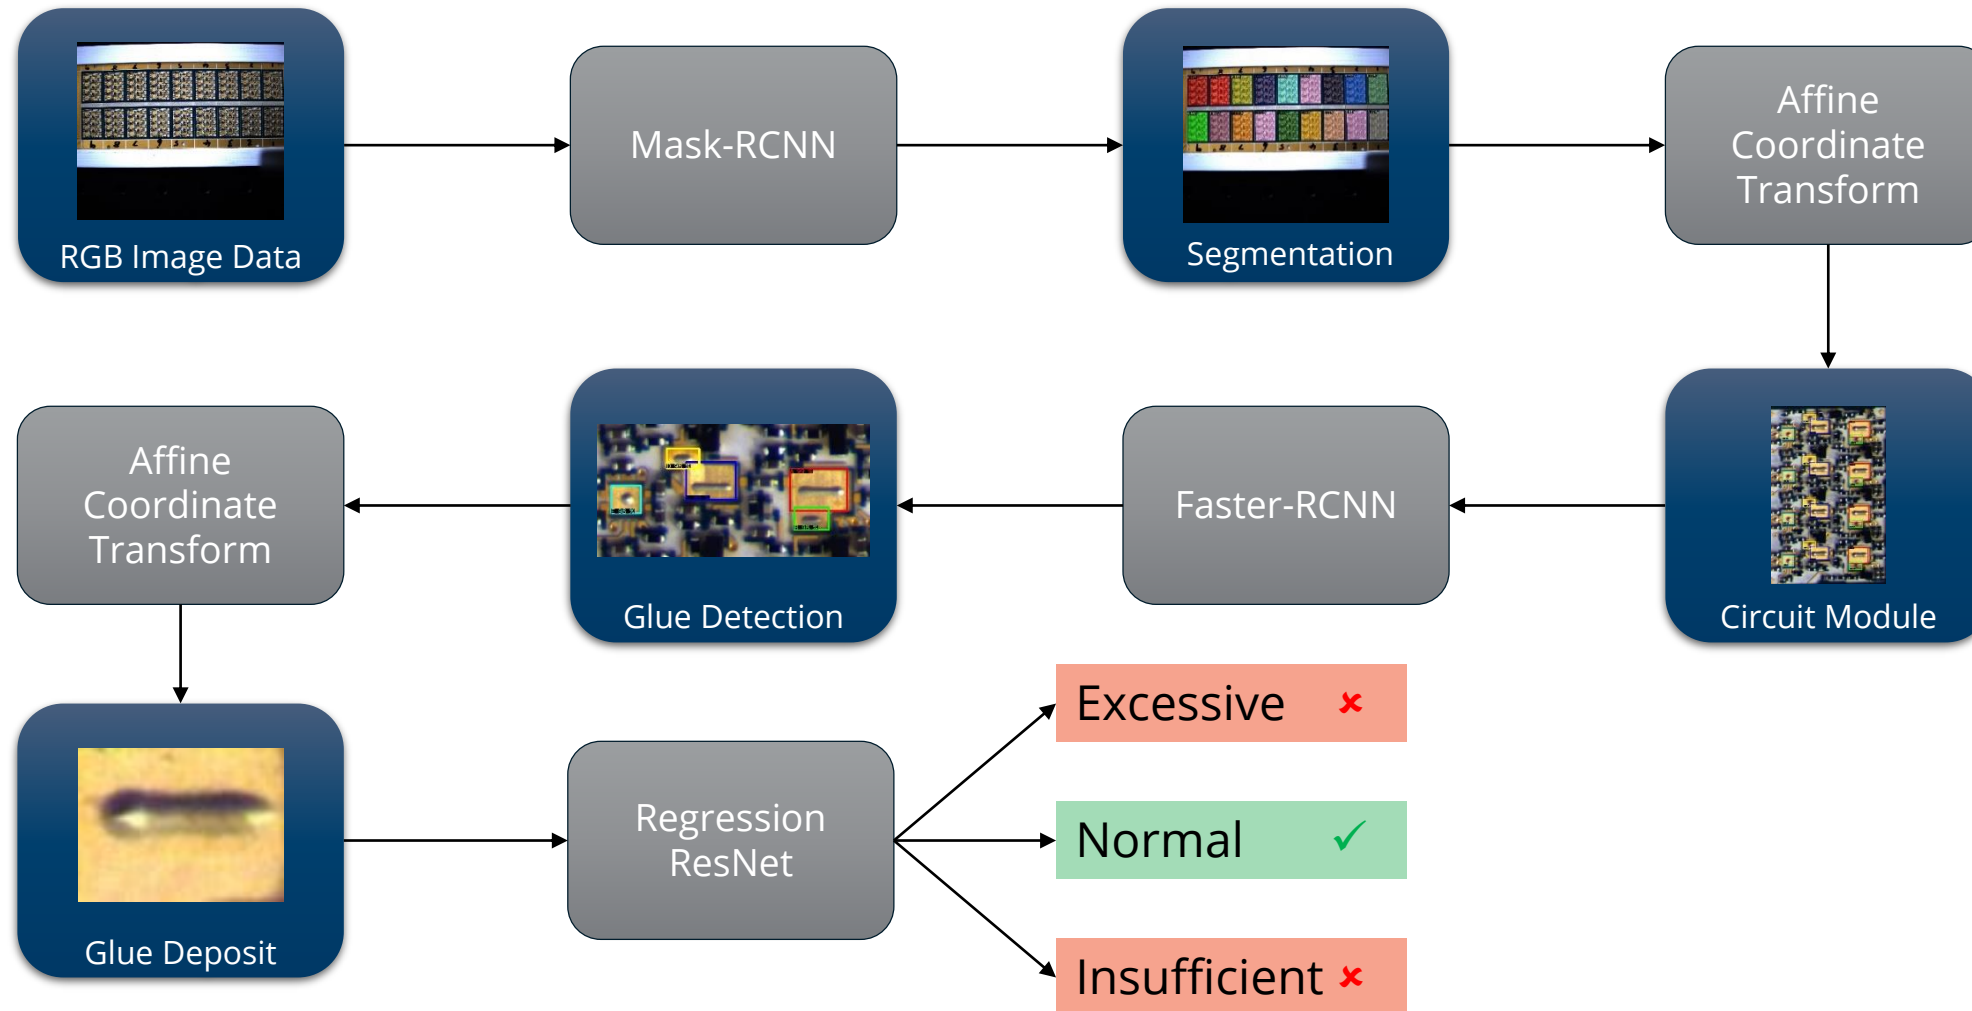 RGB Image Data
Mask-RCNN
Segmentation
Affine
Coordinate
Transform
Circuit Module
Faster-RCNN
Glue Detection
Affine
Coordinate
Transform
Glue Deposit
Regression
ResNet
Excessive ✘
Normal ✓
Insufficient ✘